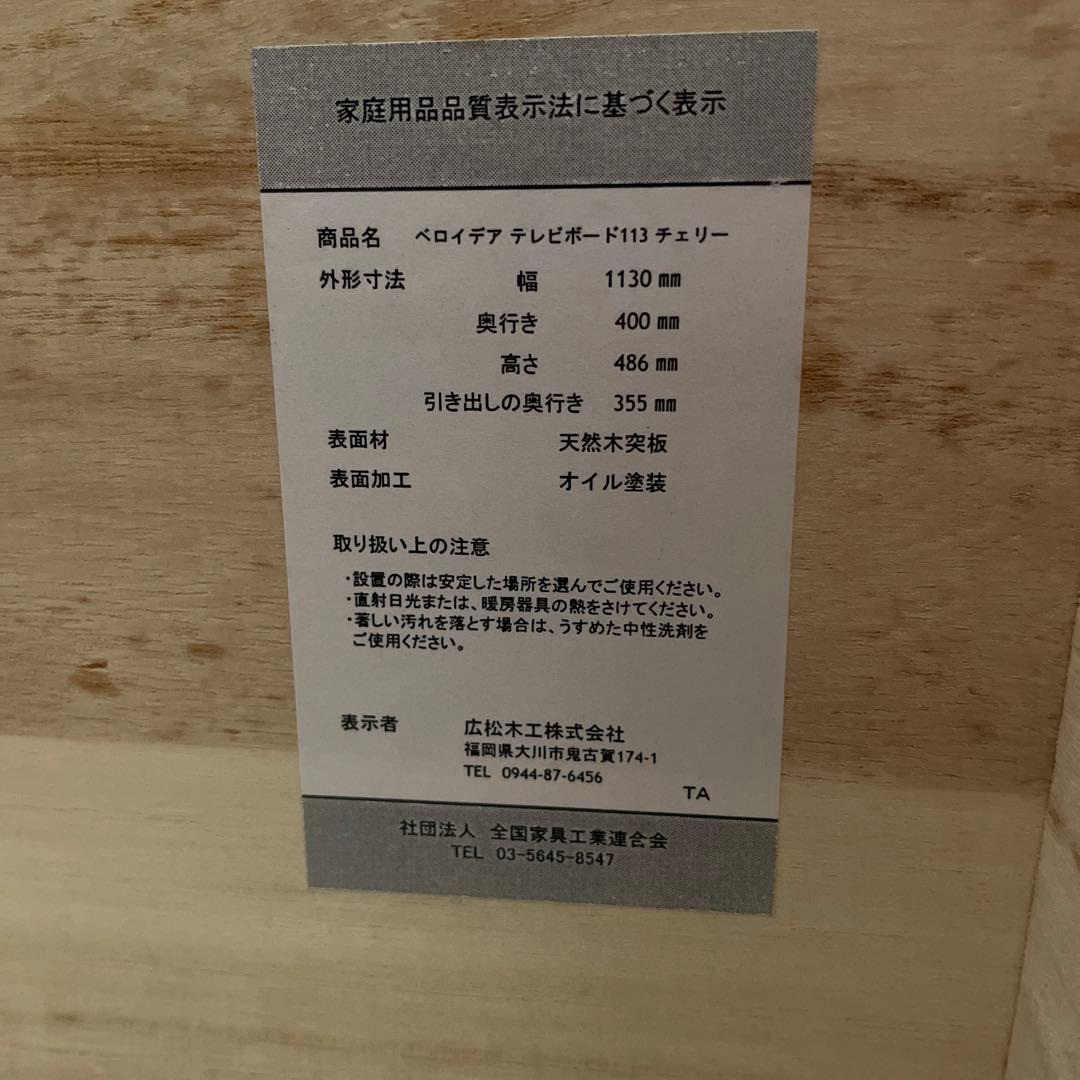 家庭用品品質表示法に基づく表示
商品名 ベロイデア テレビボード113 チェリー
外形寸法 幅 1130 ㎜
奥行き 400 ㎜
高さ 486 ㎜
引き出しの奥行き 355 ㎜
表面材 天然木突板
表面加工 オイル塗装
取り扱い上の注意
・設置の際は安定した場所を選んでご使用ください。
・直射日光または、暖房器具の熱をさけてください。
・著しい汚れを落とす場合は、うすめた中性洗剤を
ご使用ください。
表示者 広松木工株式会社
福岡県大川市鬼古賀174-1
TEL 0944-87-6456
TA
社団法人 全国家具工業連合会
TEL 03-5645-8547